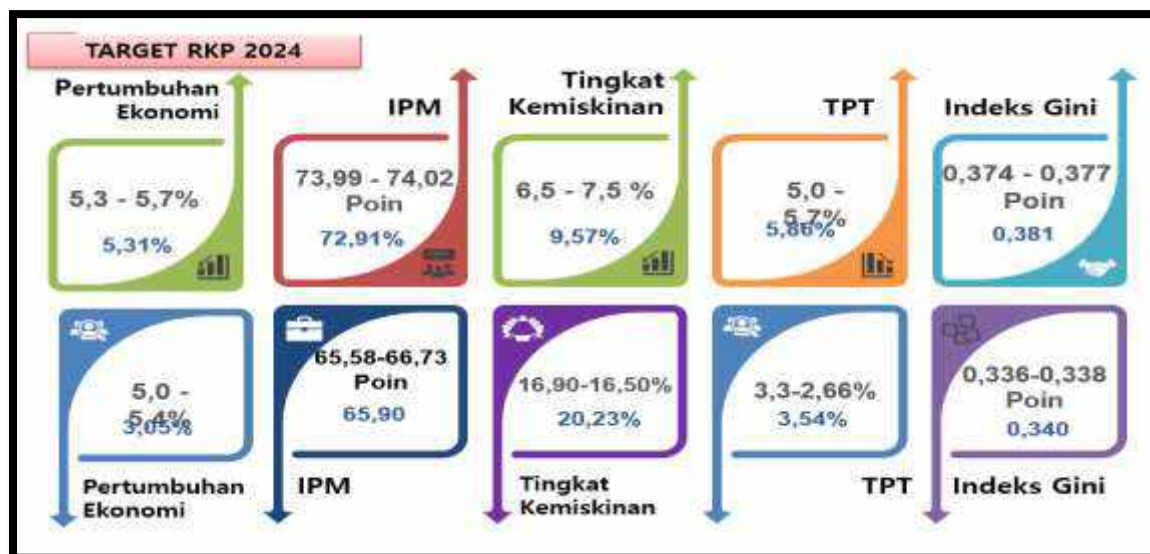 TARGET RKP 2024
Pertumbuhan
Ekonomi
5,3 - 5,7%
5,31%
IPM
73,99 - 74,02
Poin
72,91%
Tingkat
Kemiskinan
6,5 - 7,5 %
9,57%
TPT
5,0 -
5,7%
5,86%
Indeks Gini
0,374 - 0,377
Poin
0,381
5,0 -
5,4%
3,05%
Pertumbuhan
Ekonomi
65,58-66,73
Poin
65,90
IPM
16,90-16,50%
20,23%
Tingkat
Kemiskinan
3,3-2,66%
3,54%
TPT
0,336-0,338
Poin
0,340
Indeks Gini